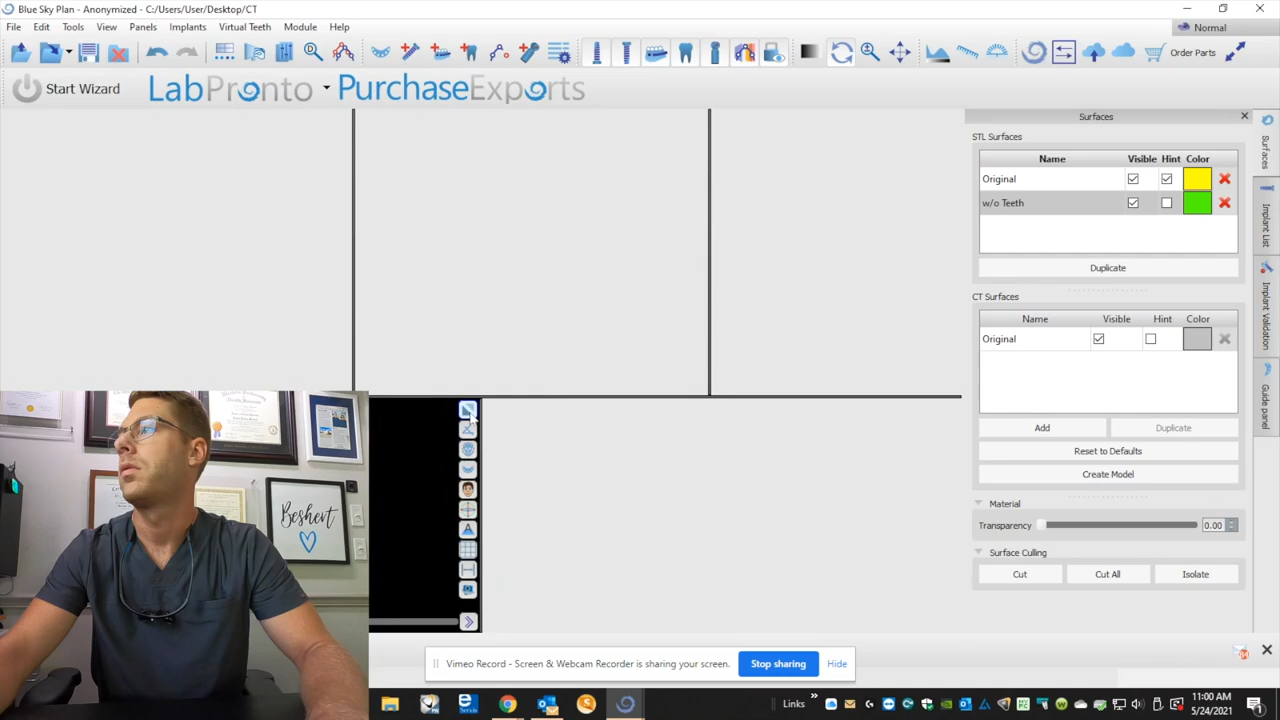 Blue Sky Plan - Anonymized - C:/Users/User/Desktop/CT
File Edit Tools View Panels Implants Virtual Teeth Module Help
Normal
Order Parts
Start Wizard
LabPronto
PurchaseExports
Surfaces
STL Surfaces
Name Visible Hint Color
Original
w/o Teeth
Duplicate
CT Surfaces
Name Visible Hint Color
Original
Add Duplicate
Reset to Defaults
Create Model
Material
Transparency 0.00
Surface Culling
Cut Cut All Isolate
Surfaces
Implant List
Implant Validation
Guide panel
Beshert
Vimeo Record - Screen & Webcam Recorder is sharing your screen.
Stop sharing
Hide
Links
11:00 AM
5/24/2021